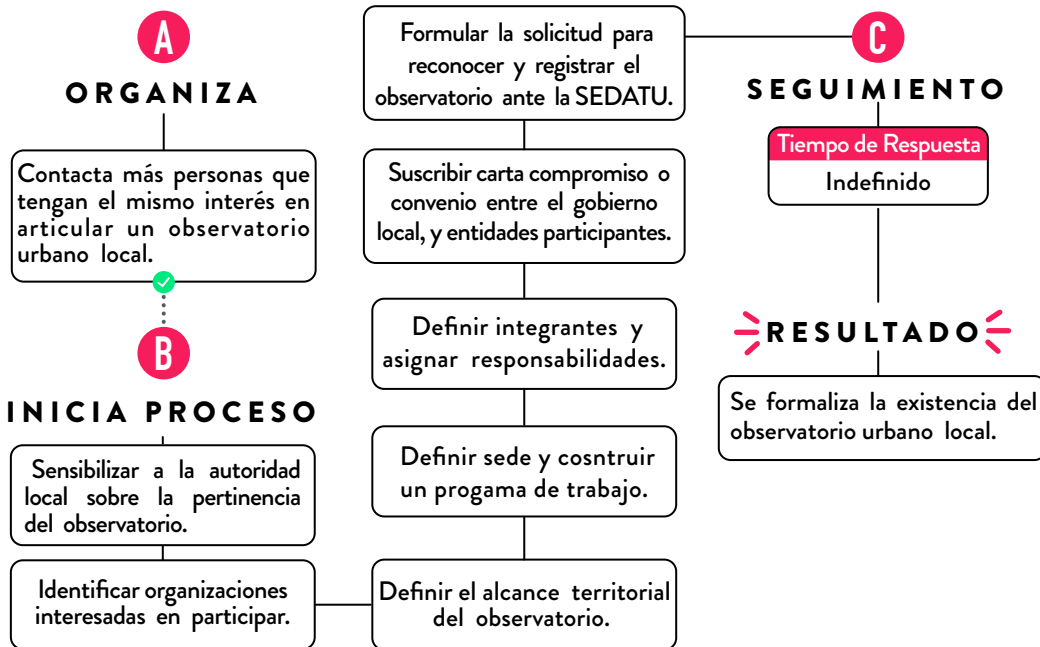 A
ORGANIZA
Contacta más personas que
tengan el mismo interés en
articular un observatorio
urbano local.
B
INICIA PROCESO
Sensibilizar a la autoridad
local sobre la pertinencia
del observatorio.
Identificar organizaciones
interesadas en participar.
Definir el alcance territorial
del observatorio.
Definir sede y cosntruir
un progama de trabajo.
Definir integrantes y
asignar responsabilidades.
Suscribir carta compromiso o
convenio entre el gobierno
local, y entidades participantes.
Formular la solicitud para
reconocer y registrar el
observatorio ante la SEDATU.
C
SEGUIMIENTO
Tiempo de Respuesta
Indefinido
RESULTADO
Se formaliza la existencia del
observatorio urbano local.